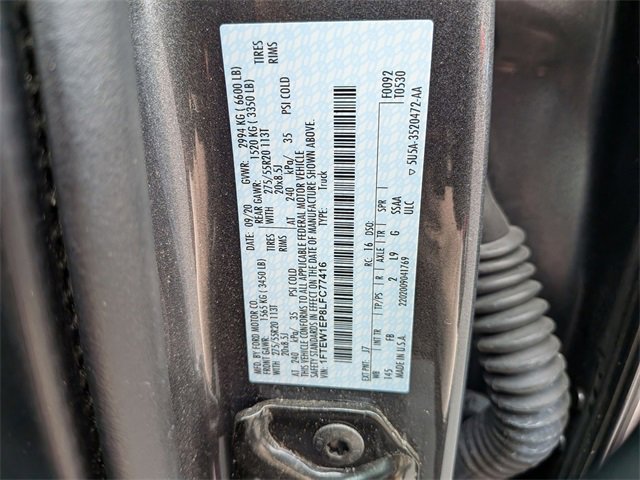 MFD. BY FORD MOTOR CO.
DATE: 09/20 GVWR: 2994 KG ( 6600 LB)
FRONT GAWR: 1565 KG ( 3450 LB) REAR GAWR: 1520 KG ( 3350 LB)
WITH 275/55R20 113T TIRES WITH 275/55R20 113T TIRES
20x8.5J RIMS 20x8.5J RIMS
AT 240 kPa/ 35 PSI COLD AT 240 kPa/ 35 PSI COLD
THIS VEHICLE CONFORMS TO ALL APPLICABLE FEDERAL MOTOR VEHICLE
SAFETY STANDARDS IN EFFECT ON THE DATE OF MANUFACTURE SHOWN ABOVE.
VIN: 1FTEW1EP8LFC77416 TYPE: Truck
F0092
T0530
EXT PNT: J7 RC: 16 DSO:
WB INT TR TP/PS R AXLE TR SPR
145 FB 2 L9 G SSAA
2202009041769 ULC
5U5A-3520472-AA